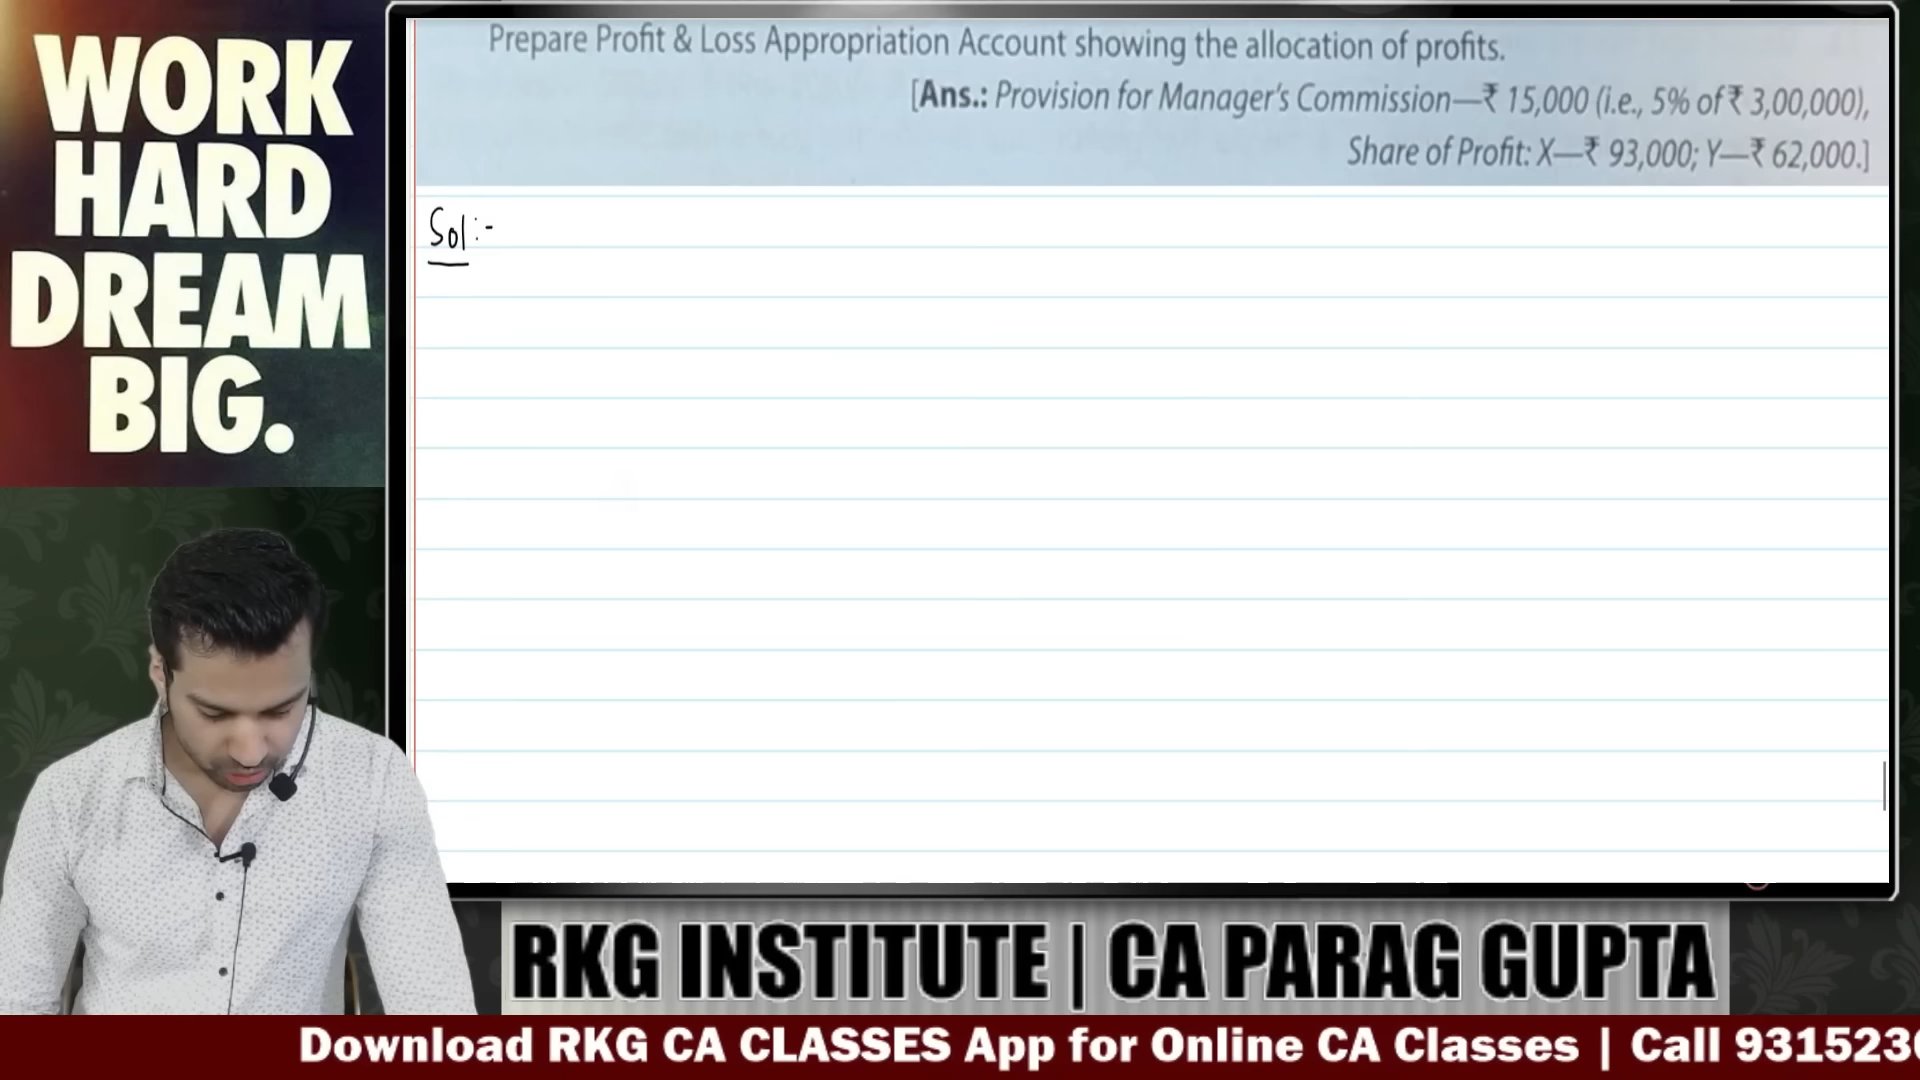 WORK
HARD
DREAM
BIG.
Prepare Profit & Loss Appropriation Account showing the allocation of profits.
[Ans.: Provision for Manager's Commission—₹ 15,000 (i.e., 5% of ₹ 3,00,000),
Share of Profit: X—₹ 93,000; Y—₹ 62,000.]
Sol:-
RKG INSTITUTE | CA PARAG GUPTA
Download RKG CA CLASSES App for Online CA Classes | Call 931523